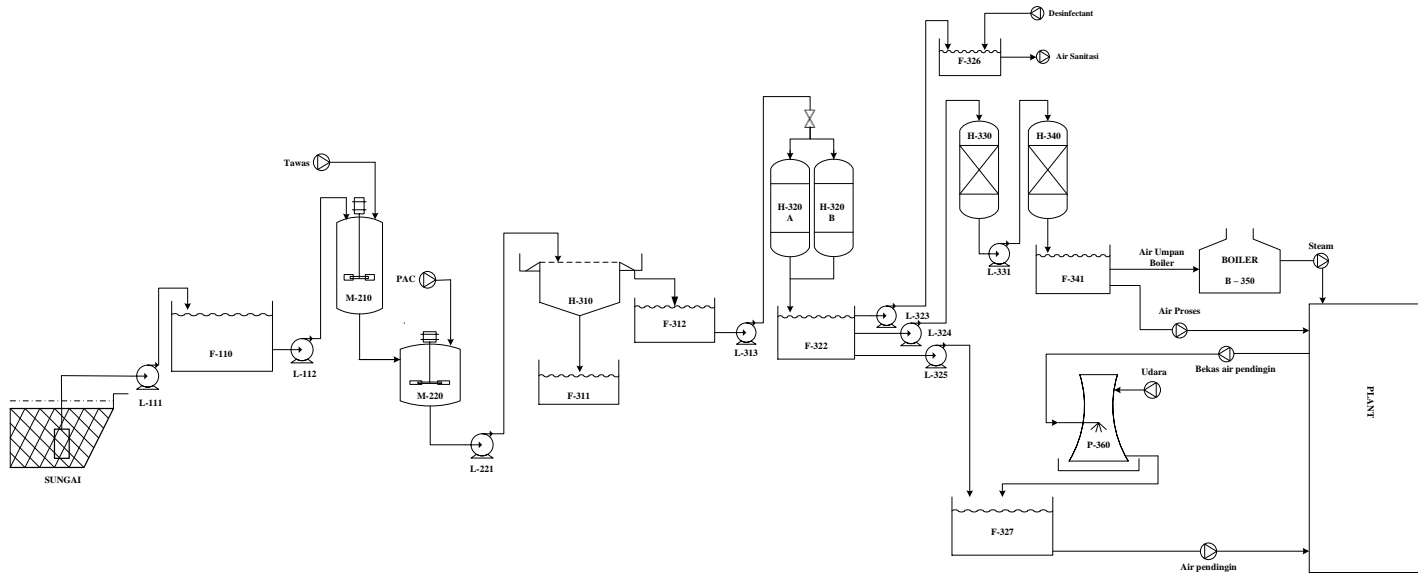 Desinfectant
F-326
Air Sanitasi
H-330
H-340
Tawas
H-320
A
H-320
B
M-210
PAC
L-331
Air Umpan
Boiler
BOILER
B – 350
Steam
F-341
H-310
F-312
L-323
Air Proses
L-324
F-110
L-112
L-313
F-322
L-325
Bekas air pendingin
Udara
PLANT
M-220
F-311
L-111
P-360
L-221
SUNGAI
F-327
Air pendingin